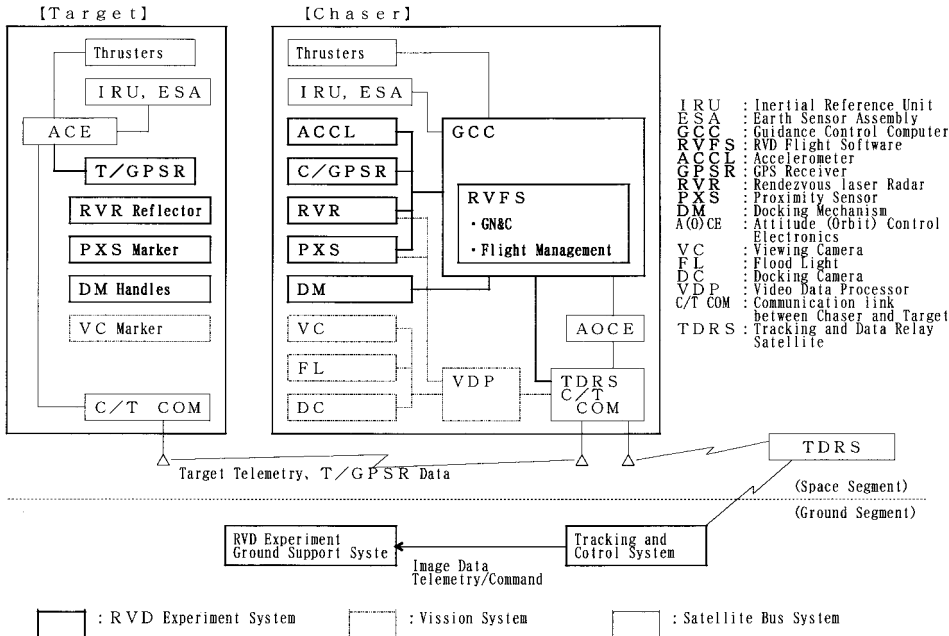 【Target】
【Chaser】
Thrusters
IRU, ESA
ACE
T/GPSR
RVR Reflector
PXS Marker
DM Handles
VC Marker
C/T COM
Thrusters
IRU, ESA
ACCL
C/GPSR
RVR
PXS
DM
VC
FL
DC
GCC
RVFS
・GN&C
・Flight Management
AOCE
VDP
TDRS
C/T
COM
IRU : Inertial Reference Unit
ESA : Earth Sensor Assembly
GCC : Guidance Control Computer
RVFS : RVD Flight Software
ACCL : Accelerometer
GPSR : GPS Receiver
RVR : Rendezvous laser Radar
PXS : Proximity Sensor
DM : Docking Mechanism
A(O)CE : Attitude (Orbit) Control
Electronics
VC : Viewing Camera
FL : Flood Light
DC : Docking Camera
VDP : Video Data Processor
C/T COM : Communication link
between Chaser and Target
TDRS : Tracking and Data Relay
Satellite
Target Telemetry、T/GPSR Data
TDRS
(Space Segment)
(Ground Segment)
RVD Experiment
Ground Support Syste
Tracking and
Cotrol System
Image Data
Telemetry/Command
: RVD Experiment System
: Vission System
: Satellite Bus System